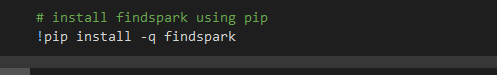 # install findspark using pip
!pip install -q findspark